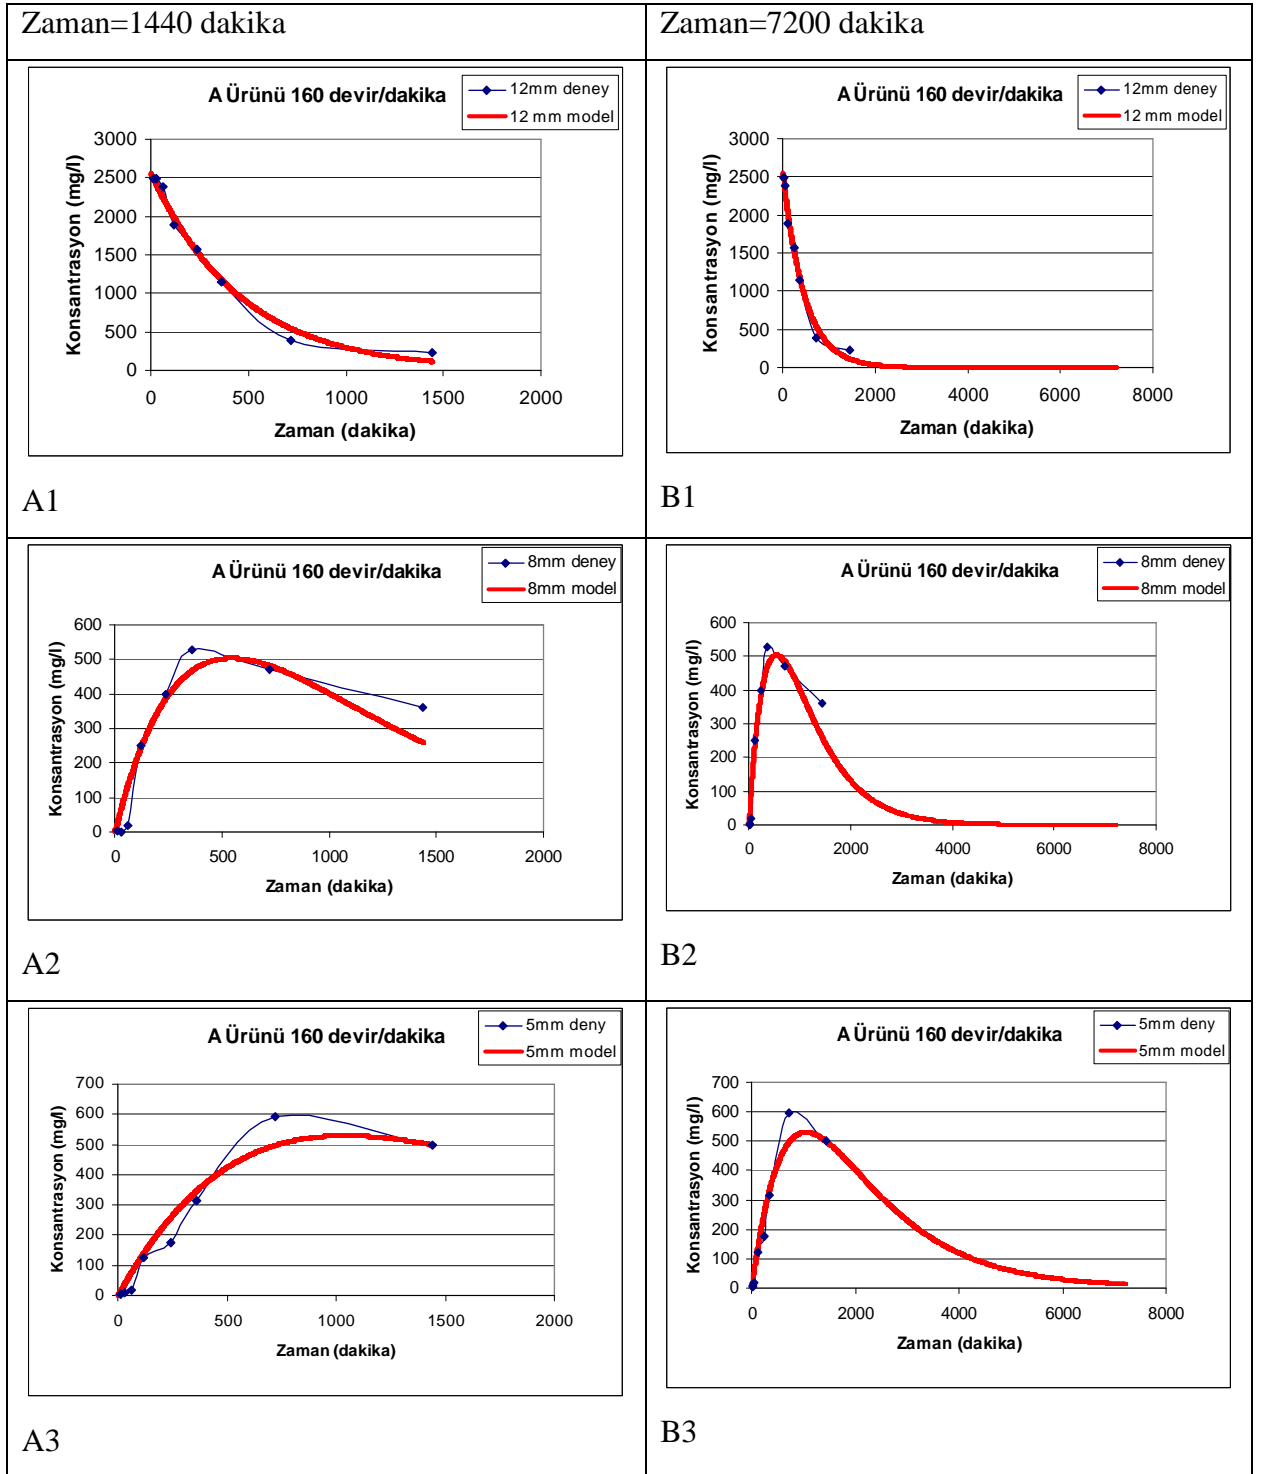 Zaman=1440 dakika
Zaman=7200 dakika
A Ürünü 160 devir/dakika
12mm deney
12 mm model
3000
2500
2000
1500
1000
500
0
Konsantrasyon (mg/l)
0 500 1000 1500 2000
Zaman (dakika)
A1
A Ürünü 160 devir/dakika
12mm deney
12 mm model
3000
2500
2000
1500
1000
500
0
Konsantrasyon (mg/l)
0 2000 4000 6000 8000
Zaman (dakika)
B1
A Ürünü 160 devir/dakika
8mm deney
8mm model
600
500
400
300
200
100
0
Konsantrasyon (mg/l)
0 500 1000 1500 2000
Zaman (dakika)
A2
A Ürünü 160 devir/dakika
8mm deney
8mm model
600
500
400
300
200
100
0
Konsantrasyon (mg/l)
0 2000 4000 6000 8000
Zaman (dakika)
B2
A Ürünü 160 devir/dakika
5mm deny
5mm model
700
600
500
400
300
200
100
0
Konsantrasyon (mg/l)
0 500 1000 1500 2000
Zaman (dakika)
A3
A Ürünü 160 devir/dakika
5mm deny
5mm model
700
600
500
400
300
200
100
0
Konsantrasyon (mg/l)
0 2000 4000 6000 8000
Zaman (dakika)
B3